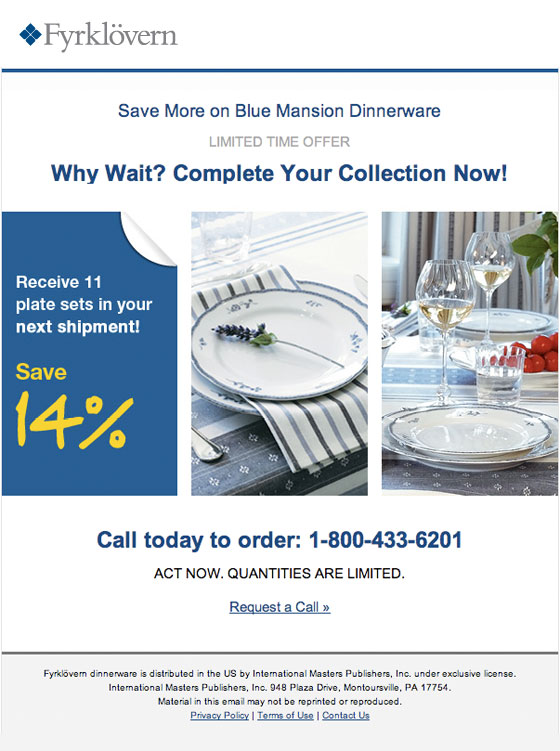 Fyrklövern
Save More on Blue Mansion Dinnerware
LIMITED TIME OFFER
Why Wait? Complete Your Collection Now!
Receive 11
plate sets in your
next shipment!
Save
14%
Call today to order: 1-800-433-6201
ACT NOW. QUANTITIES ARE LIMITED.
Request a Call »
Fyrklövern dinnerware is distributed in the US by International Masters Publishers, Inc. under exclusive license.
International Masters Publishers, Inc. 948 Plaza Drive, Montoursville, PA 17754.
Material in this email may not be reprinted or reproduced.
Privacy Policy | Terms of Use | Contact Us